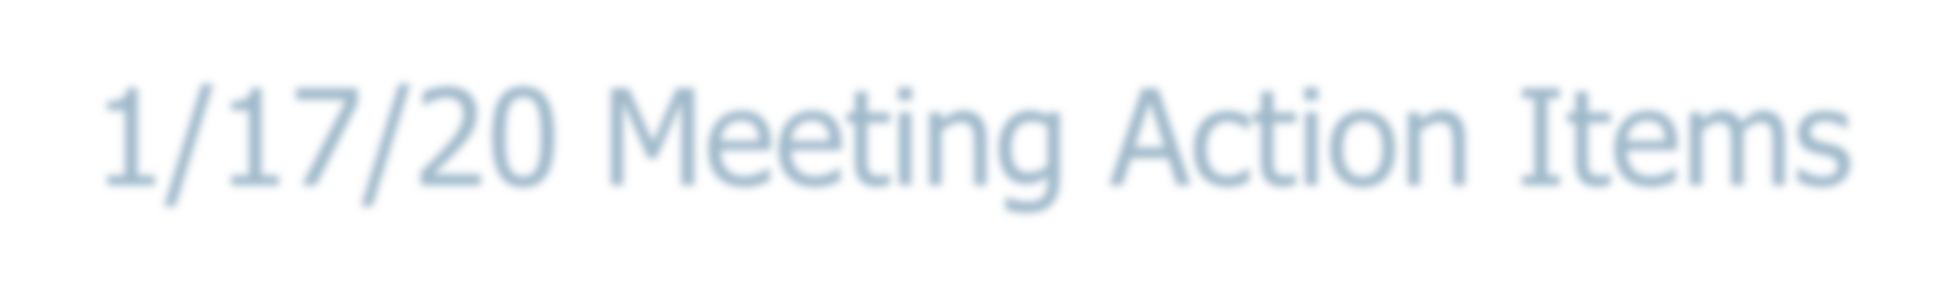 1/17/20 Meeting Action Items